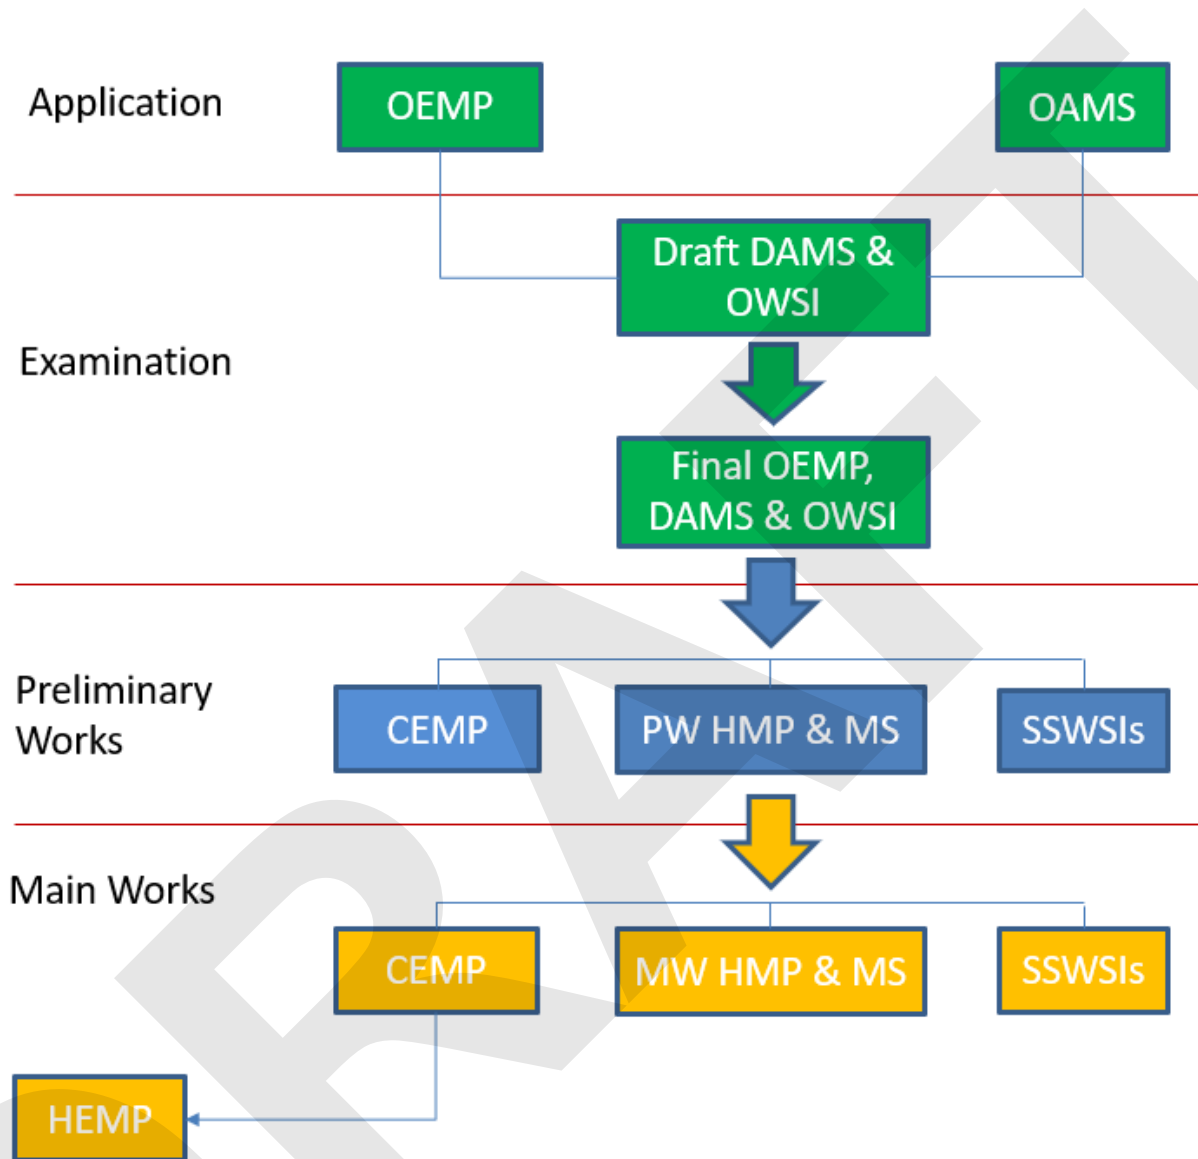 Application
OEMP
OAMS
Draft DAMS &
OWSI
Examination
Final OEMP,
DAMS & OWSI
Preliminary
Works
CEMP
PW HMP & MS
SSWSIs
Main Works
CEMP
MW HMP & MS
SSWSIs
HEMP
DRAFT